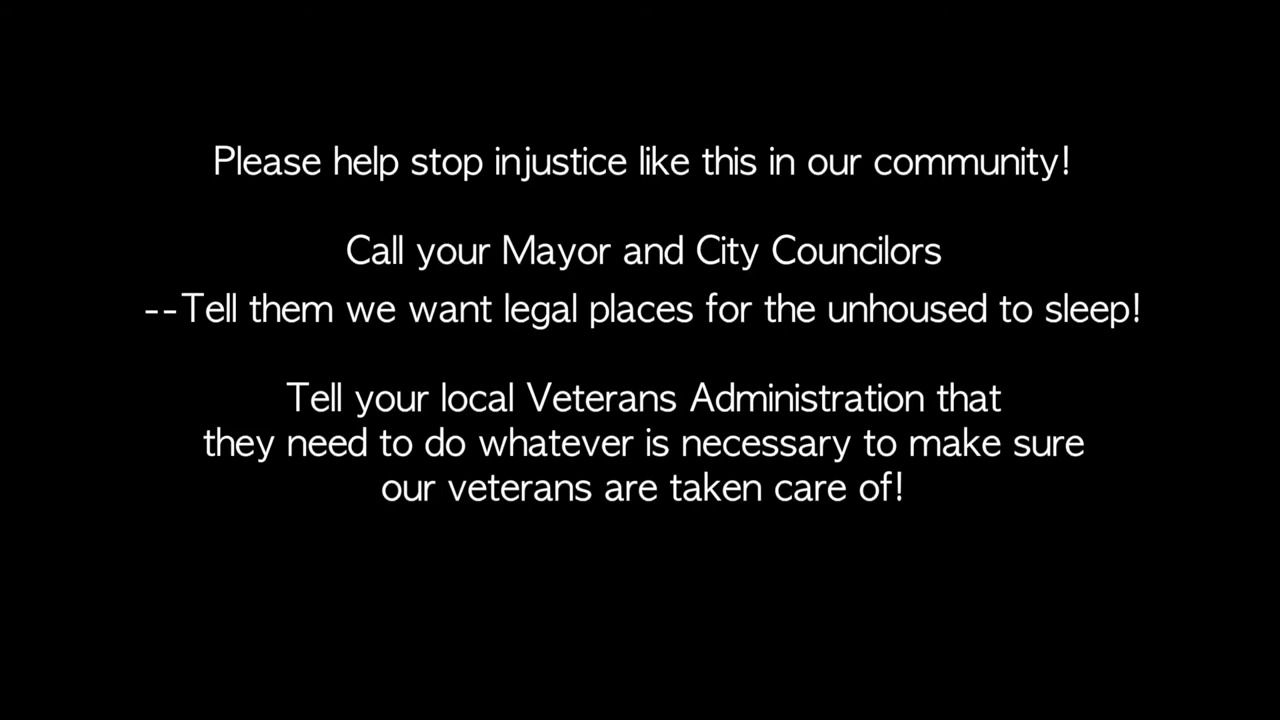 Please help stop injustice like this in our community!
Call your Mayor and City Councilors
--Tell them we want legal places for the unhoused to sleep!
Tell your local Veterans Administration that
they need to do whatever is necessary to make sure
our veterans are taken care of!